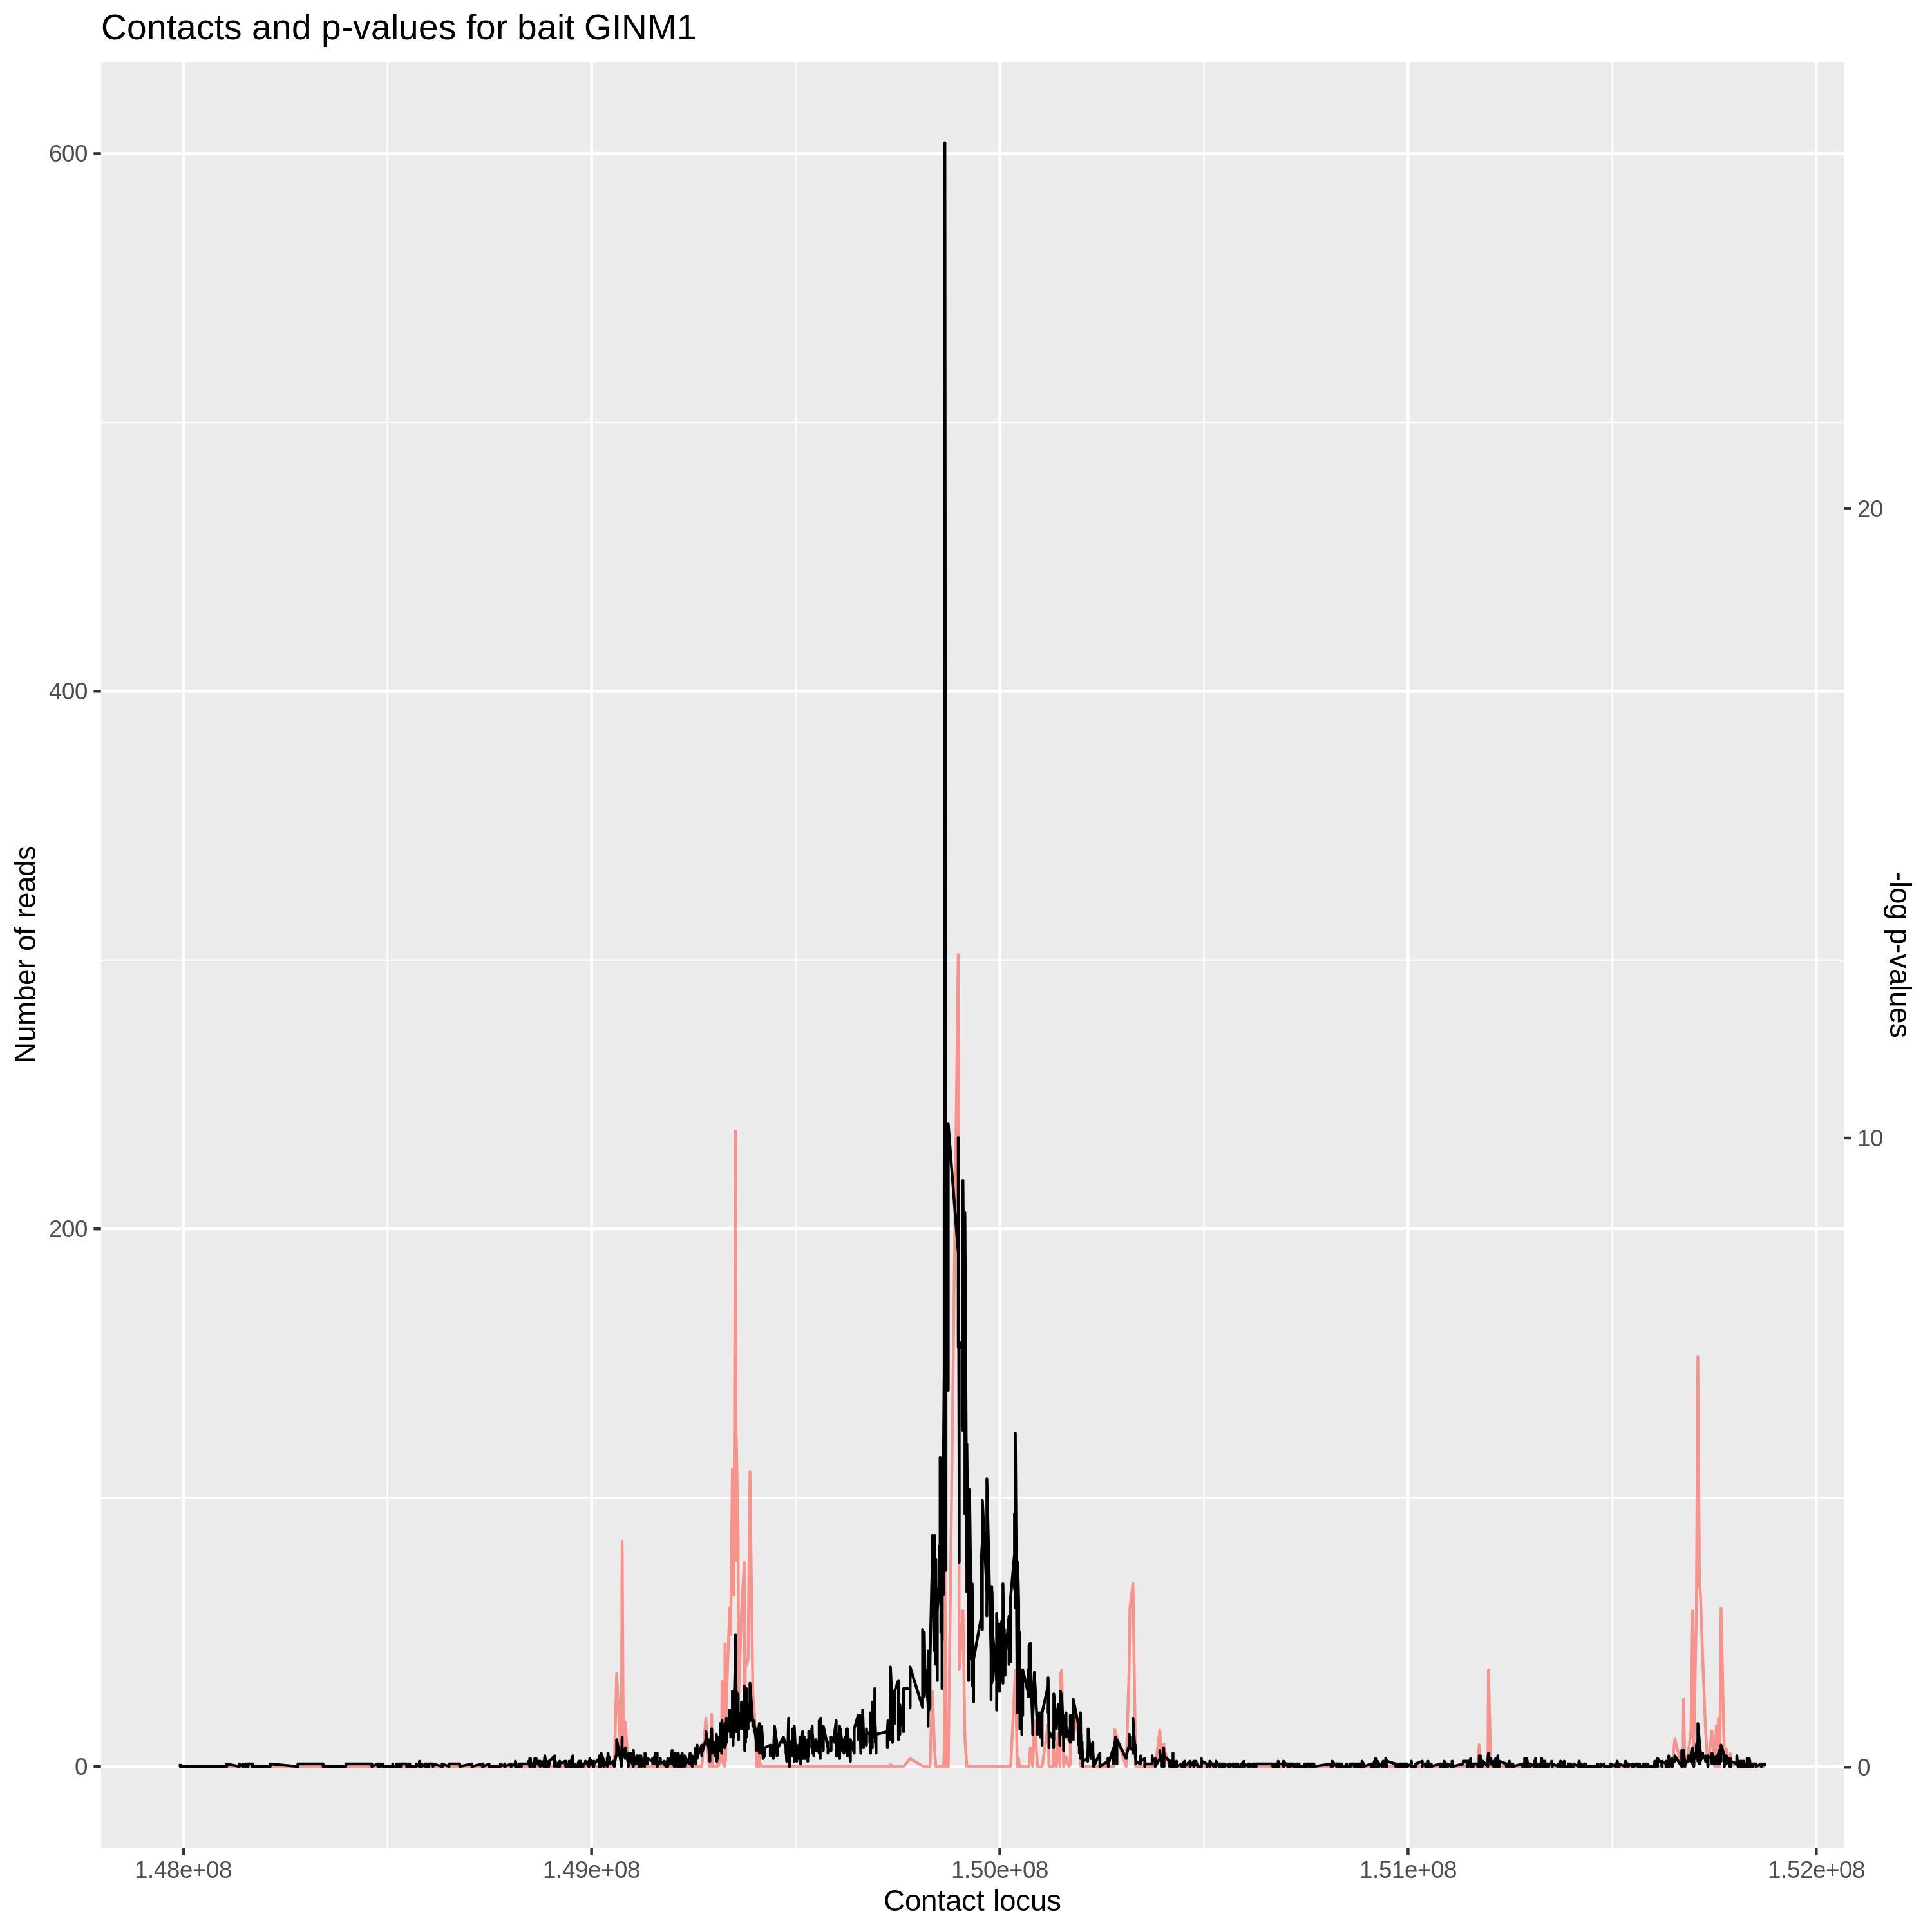 Contacts and p-values for bait GINM1
600
400
200
0
Number of reads
20
10
0
-log p-values
1.48e+08
1.49e+08
1.50e+08
1.51e+08
1.52e+08
Contact locus